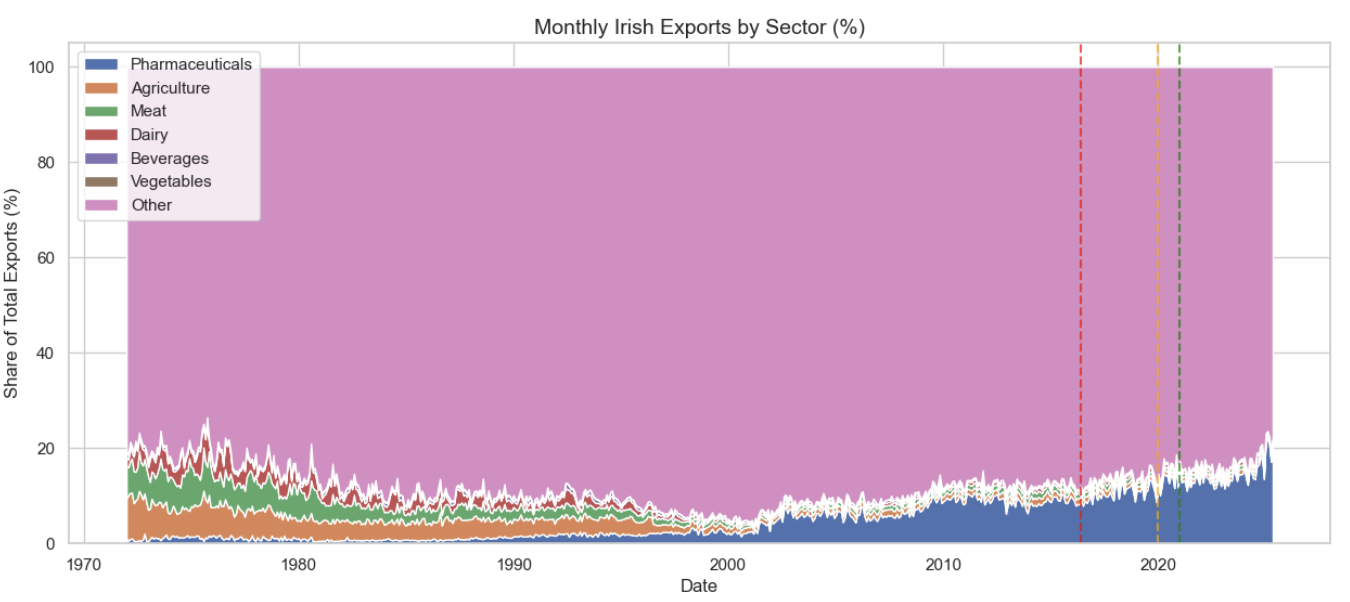 Monthly Irish Exports by Sector (%)
Pharmaceuticals
Agriculture
Meat
Dairy
Beverages
Vegetables
Other
Share of Total Exports (%)
100
80
60
40
20
0
1970 1980 1990 2000 2010 2020
Date